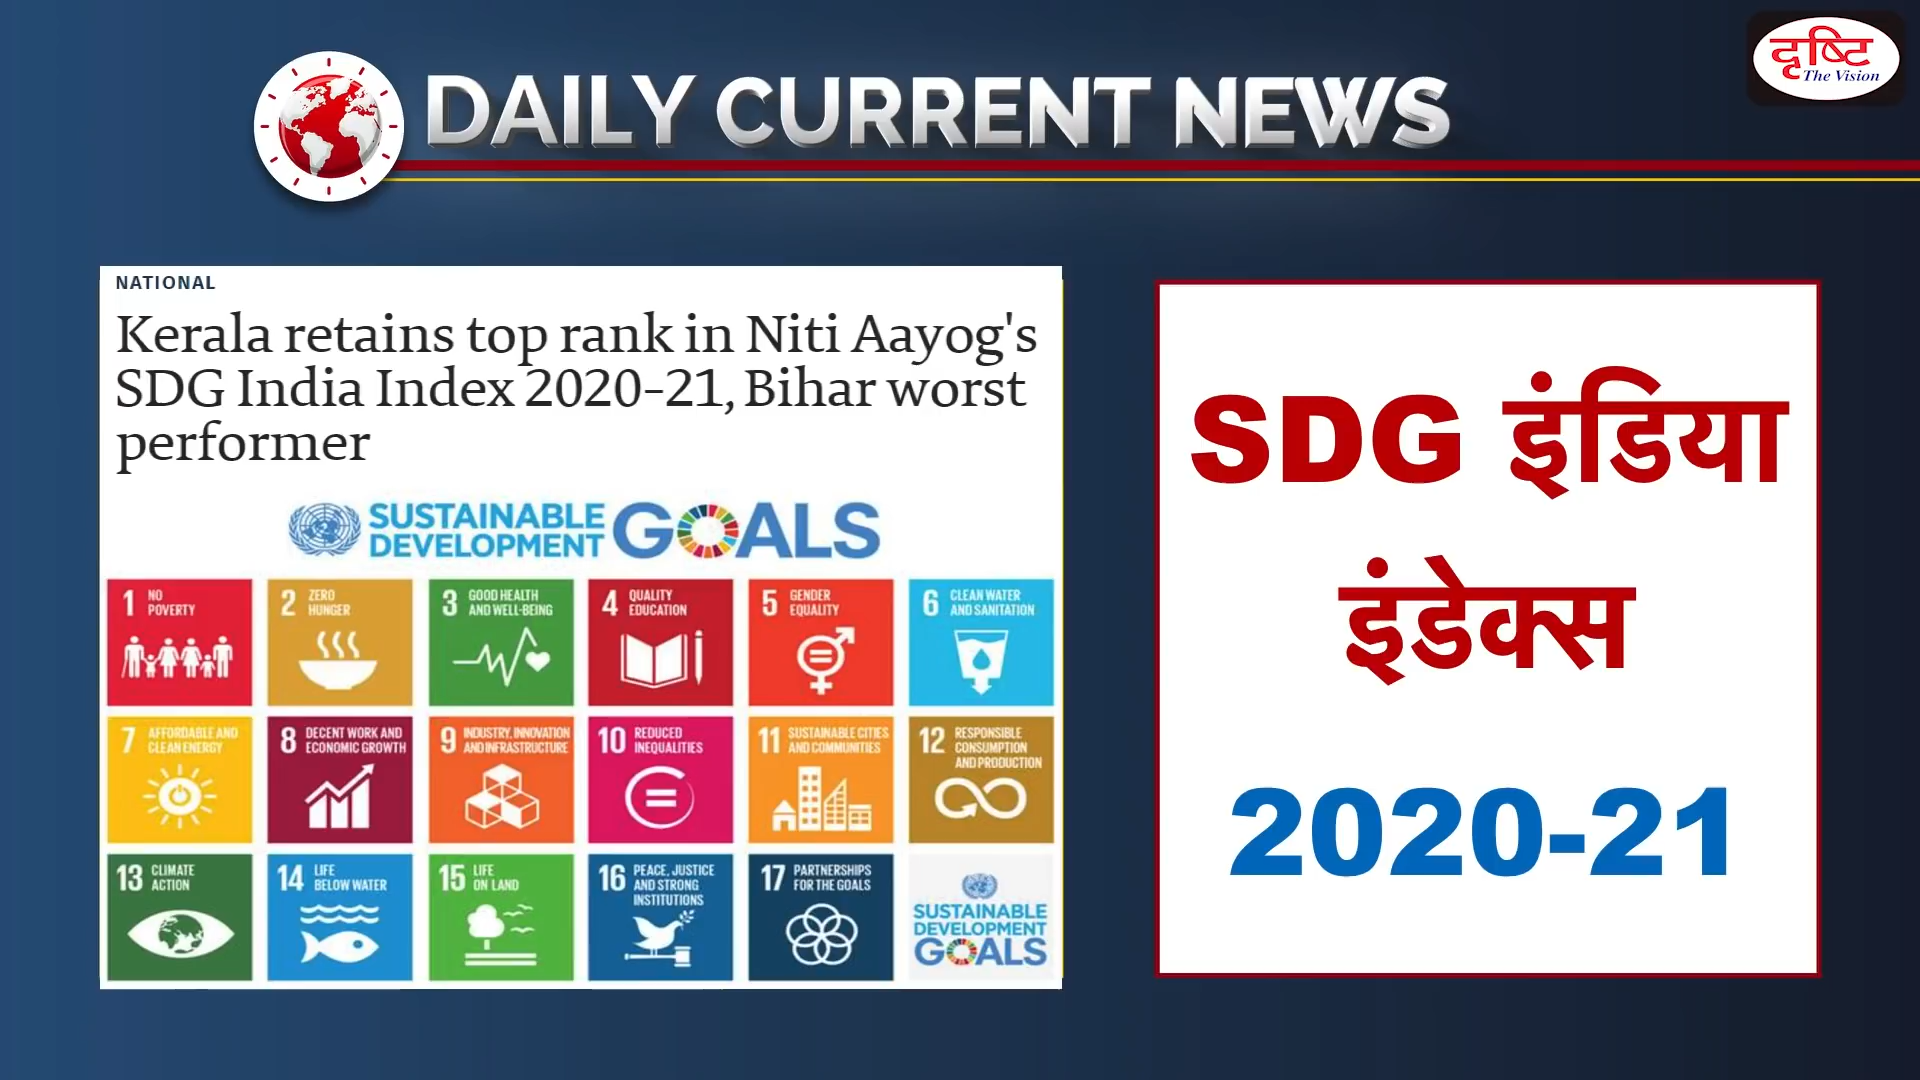 DAILY CURRENT NEWS
दृष्टि
The Vision
NATIONAL
Kerala retains top rank in Niti Aayog's
SDG India Index 2020-21, Bihar worst
performer
SUSTAINABLE
DEVELOPMENT
GOALS
1 NO
POVERTY
2 ZERO
HUNGER
3 GOOD HEALTH
AND WELL-BEING
4 QUALITY
EDUCATION
5 GENDER
EQUALITY
6 CLEAN WATER
AND SANITATION
7 AFFORDABLE AND
CLEAN ENERGY
8 DECENT WORK AND
ECONOMIC GROWTH
9 INDUSTRY, INNOVATION
AND INFRASTRUCTURE
10 REDUCED
INEQUALITIES
11 SUSTAINABLE CITIES
AND COMMUNITIES
12 RESPONSIBLE
CONSUMPTION
AND PRODUCTION
13 CLIMATE
ACTION
14 LIFE
BELOW WATER
15 LIFE
ON LAND
16 PEACE, JUSTICE
AND STRONG
INSTITUTIONS
17 PARTNERSHIPS
FOR THE GOALS
SUSTAINABLE
DEVELOPMENT
GOALS
SDG इंडिया
इंडेक्स
2020-21